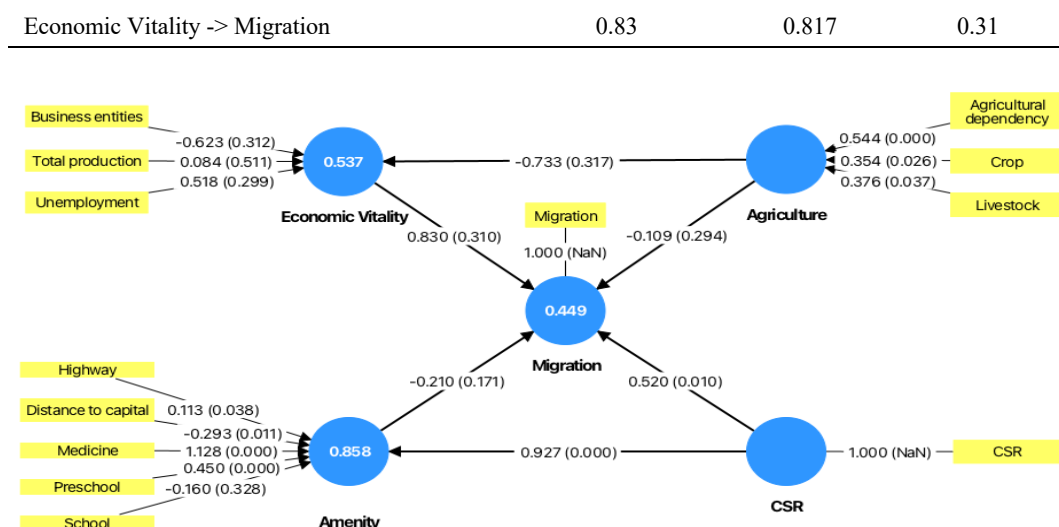 Economic Vitality -> Migration 0.83 0.817 0.31
Business entities
-0.623 (0.312)
Total production
0.084 (0.511)
0.518 (0.299)
Unemployment
0.537
Economic Vitality
-0.733 (0.317)
Agricultural
dependency
0.544 (0.000)
0.354 (0.026)
Crop
0.376 (0.037)
Livestock
Agriculture
Migration
0.830 (0.310)
-0.109 (0.294)
1.000 (NaN)
0.449
Migration
Highway
-0.210 (0.171)
0.520 (0.010)
Distance to capital
0.113 (0.038)
-0.293 (0.011)
Medicine
1.128 (0.000)
0.450 (0.000)
Preschool
-0.160 (0.328)
School
0.858
Amenity
0.927 (0.000)
1.000 (NaN)
CSR
CSR